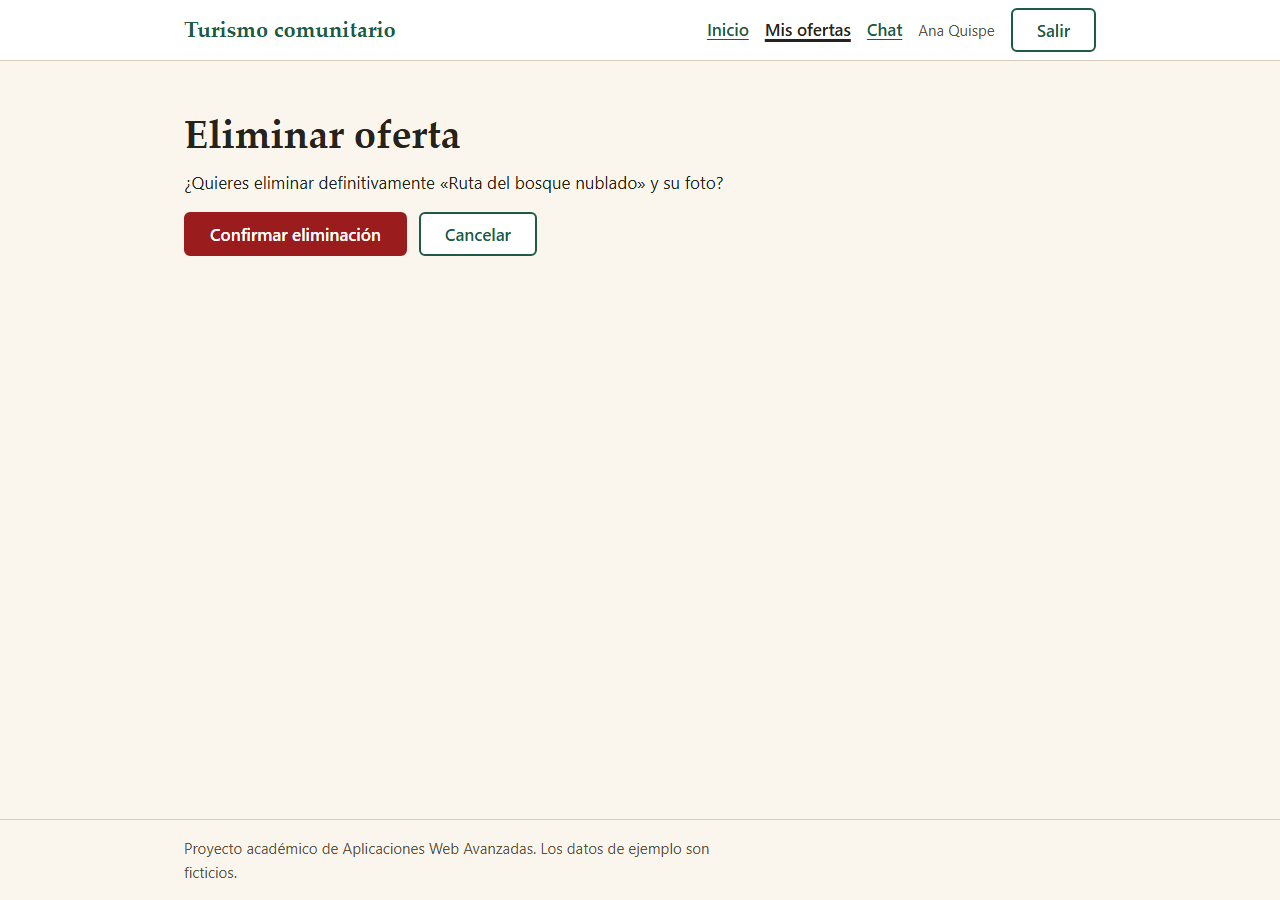 Turismo comunitario
Inicio Mis ofertas Chat Ana Quispe Salir
Eliminar oferta
¿Quieres eliminar definitivamente «Ruta del bosque nublado» y su foto?
Confirmar eliminación Cancelar
Proyecto académico de Aplicaciones Web Avanzadas. Los datos de ejemplo son
ficticios.